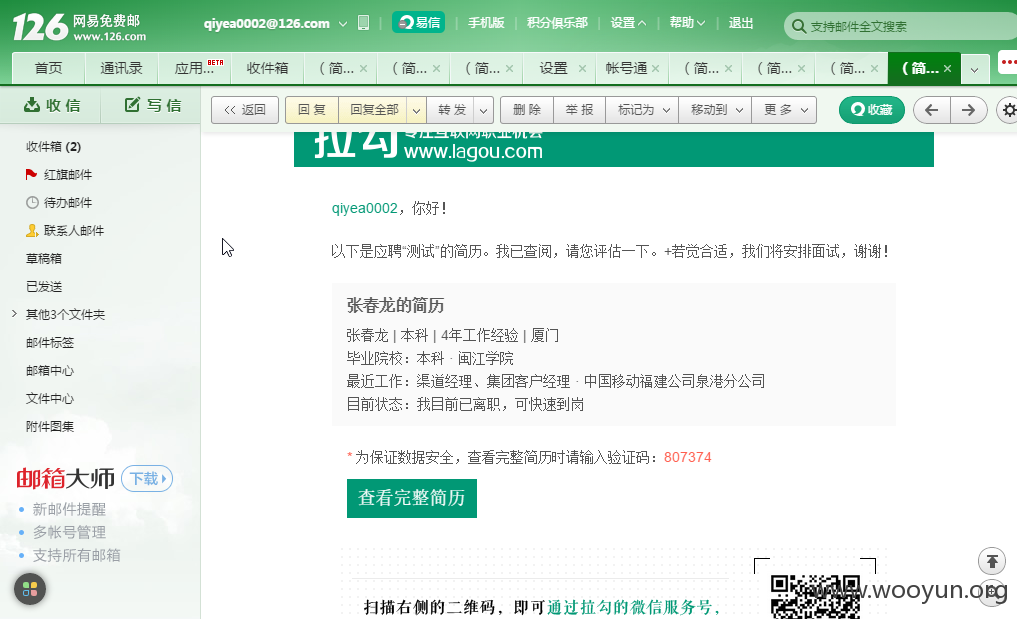 126 网易免费邮
www.126.com
qiyea0002@126.com
易信 | 手机版 | 积分俱乐部 | 设置 | 帮助 | 退出
支持邮件全文搜索
首页 通讯录 应用... BETA 收件箱 （简... × （简... × （简... × 设置 × 帐号通 × （简... × （简... × （简... × （简... ×
收信 写信
<< 返回 回复 回复全部 转发 删除 举报 标记为 移动到 更多 收藏
收件箱 (2)
红旗邮件
待办邮件
联系人邮件
草稿箱
已发送
其他3个文件夹
邮件标签
邮箱中心
文件中心
附件图集
邮箱大师 下载
新邮件提醒
多帐号管理
支持所有邮箱
拉勾 专注互联网职业机会
www.lagou.com
qiyea0002，你好！
以下是应聘“测试”的简历。我已查阅，请您评估一下。+若觉合适，我们将安排面试，谢谢！
张春龙的简历
张春龙 | 本科 | 4年工作经验 | 厦门
毕业院校：本科 · 闽江学院
最近工作：渠道经理、集团客户经理 · 中国移动福建公司泉港分公司
目前状态：我目前已离职，可快速到岗
* 为保证数据安全，查看完整简历时请输入验证码：807374
查看完整简历
扫描右侧的二维码，即可通过拉勾的微信服务号，
www.wooyun.org